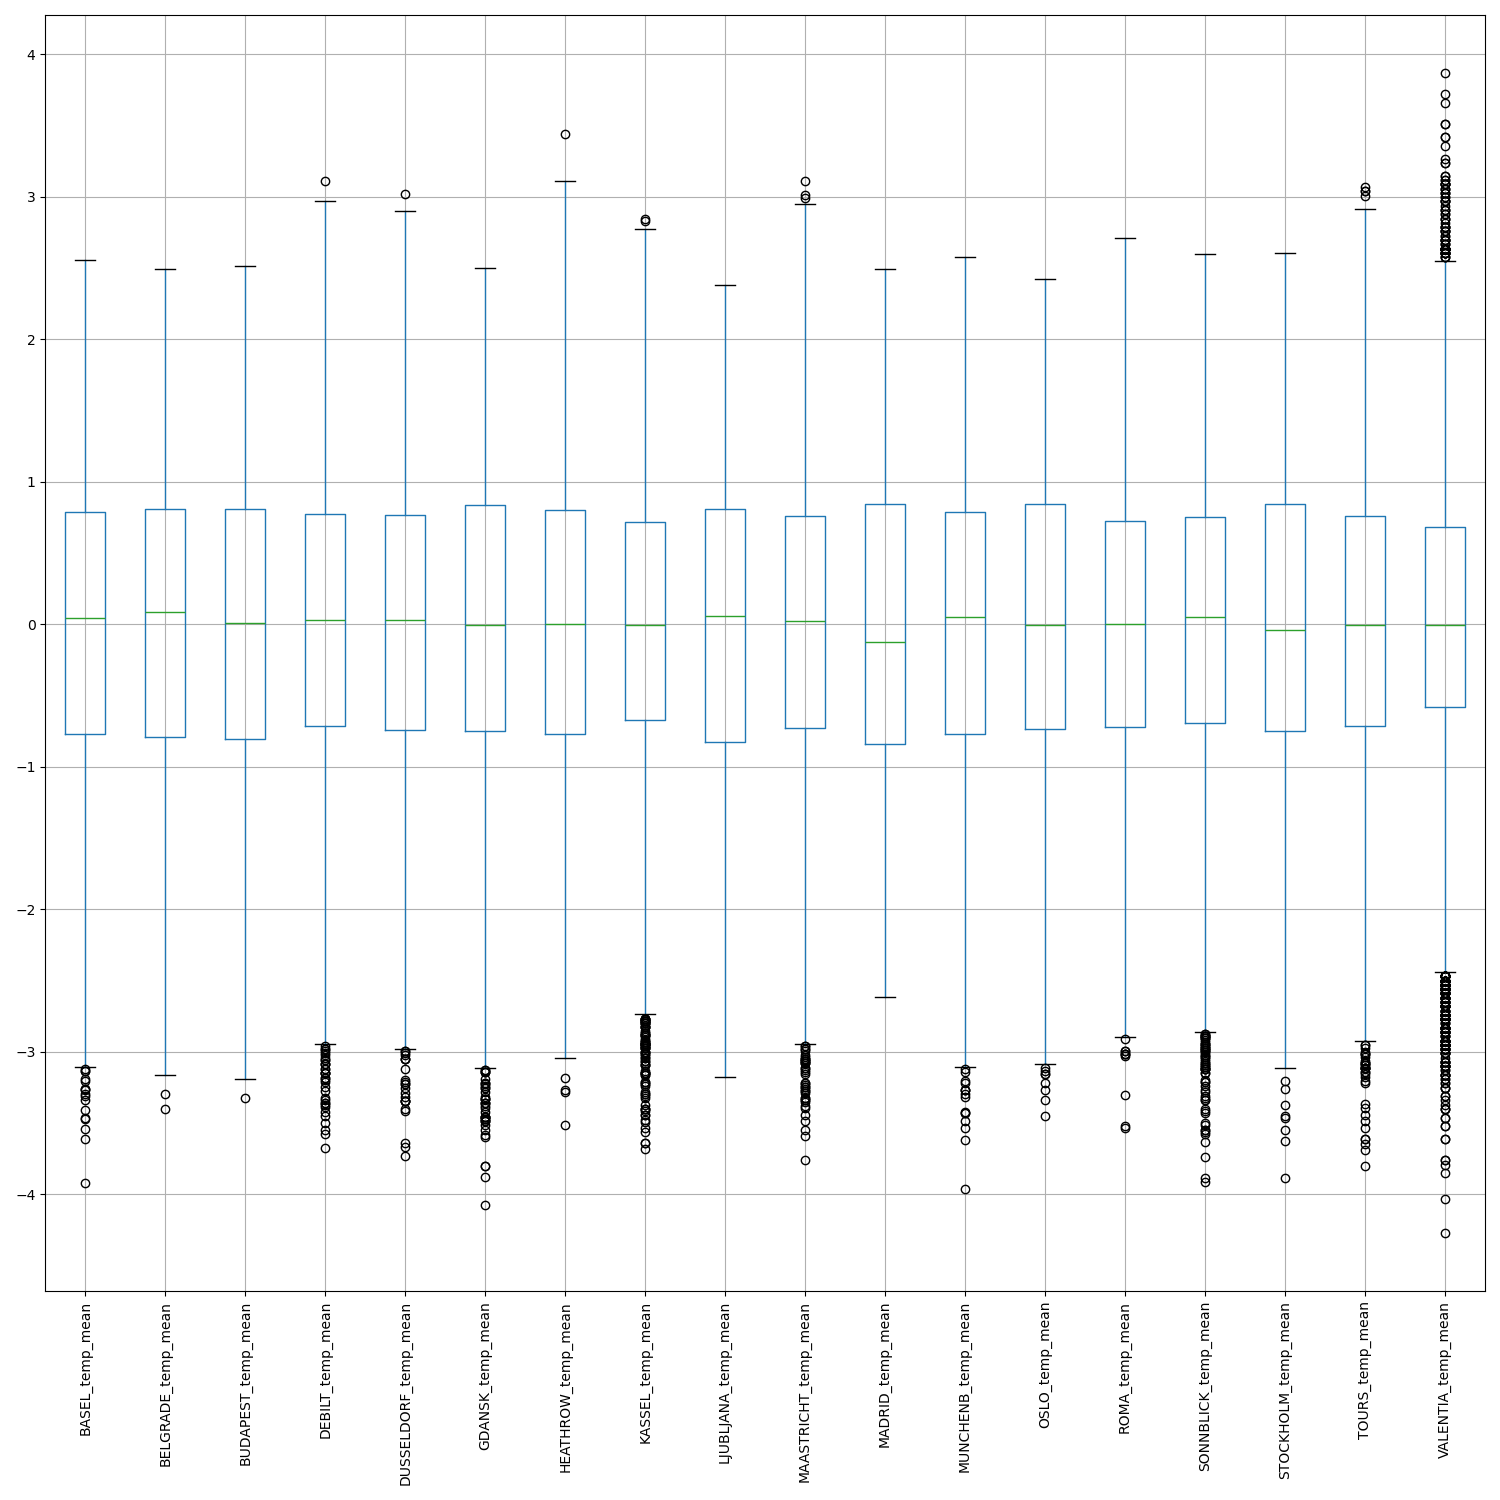 4
3
2
1
0
−1
−2
−3
−4
BASEL_temp_mean
BELGRADE_temp_mean
BUDAPEST_temp_mean
DEBILT_temp_mean
DUSSELDORF_temp_mean
GDANSK_temp_mean
HEATHROW_temp_mean
KASSEL_temp_mean
LJUBLJANA_temp_mean
MAASTRICHT_temp_mean
MADRID_temp_mean
MUNCHENB_temp_mean
OSLO_temp_mean
ROMA_temp_mean
SONNBLICK_temp_mean
STOCKHOLM_temp_mean
TOURS_temp_mean
VALENTIA_temp_mean